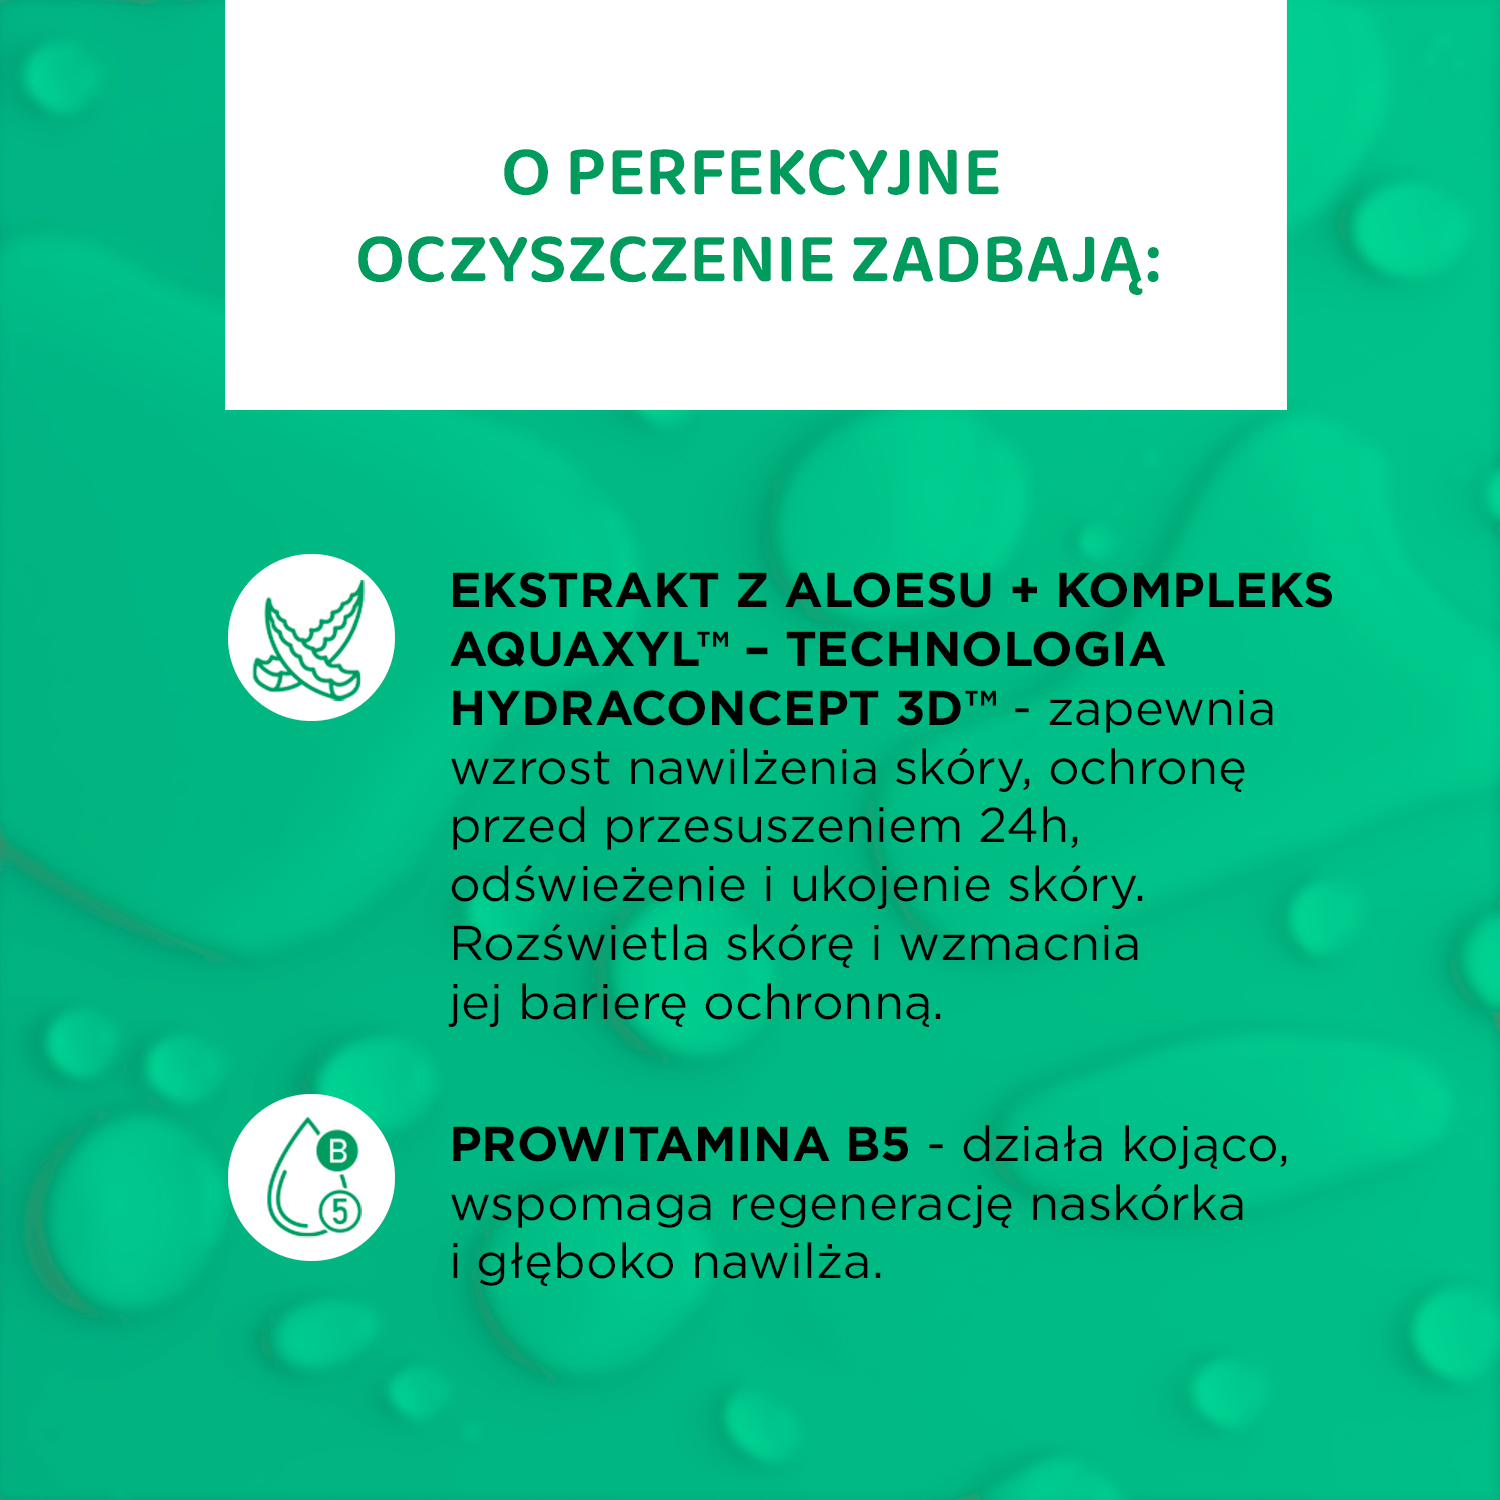 O PERFEKCYJNE
OCZYSZCZENIE ZADBAJĄ:
EKSTRAKT Z ALOESU + KOMPLEKS
AQUAXYL™ – TECHNOLOGIA
HYDRACONCEPT 3D™ - zapewnia
wzrost nawilżenia skóry, ochronę
przed przesuszeniem 24h,
odświeżenie i ukojenie skóry.
Rozświetla skórę i wzmacnia
jej barierę ochronną.
B
5
PROWITAMINA B5 - działa kojąco,
wspomaga regenerację naskórka
i głęboko nawilża.